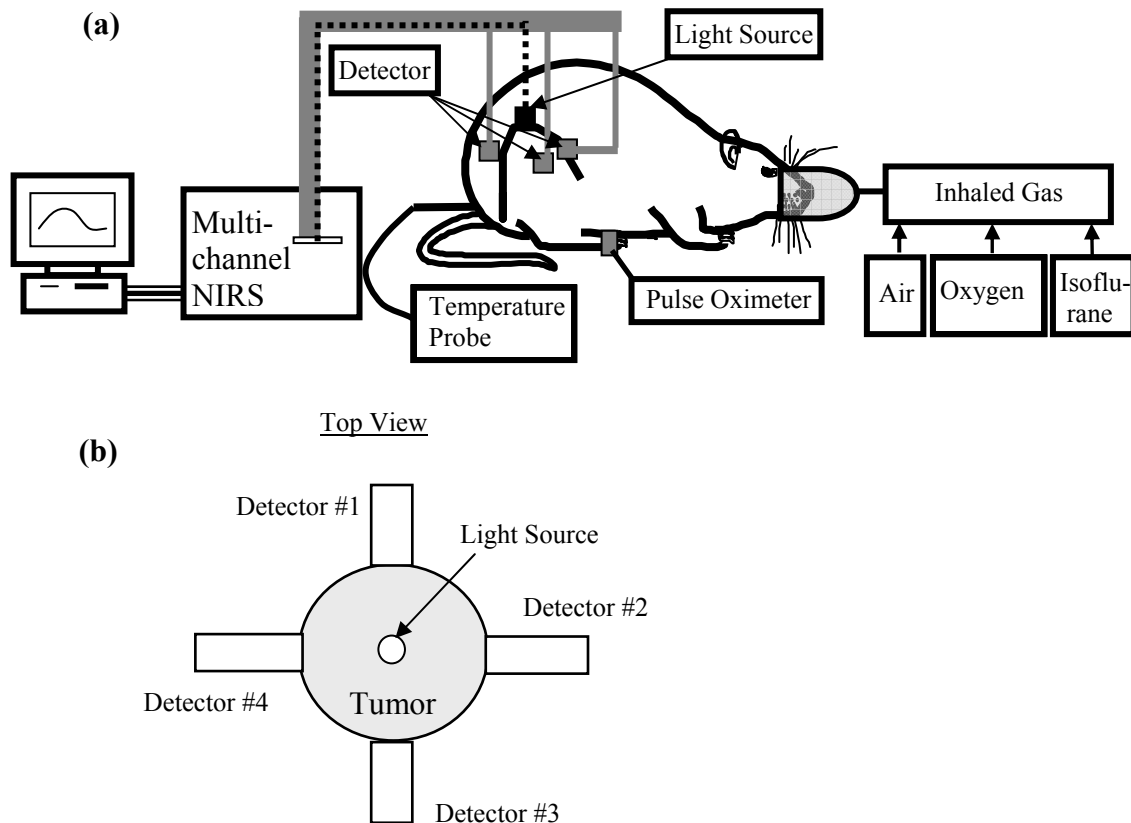 (a)
Light Source
Detector
Multi-
channel
NIRS
Inhaled Gas
Temperature
Probe
Pulse Oximeter
Air
Oxygen
Isoflu-
rane
Top View
(b)
Detector #1
Light Source
Detector #2
Detector #4
Tumor
Detector #3